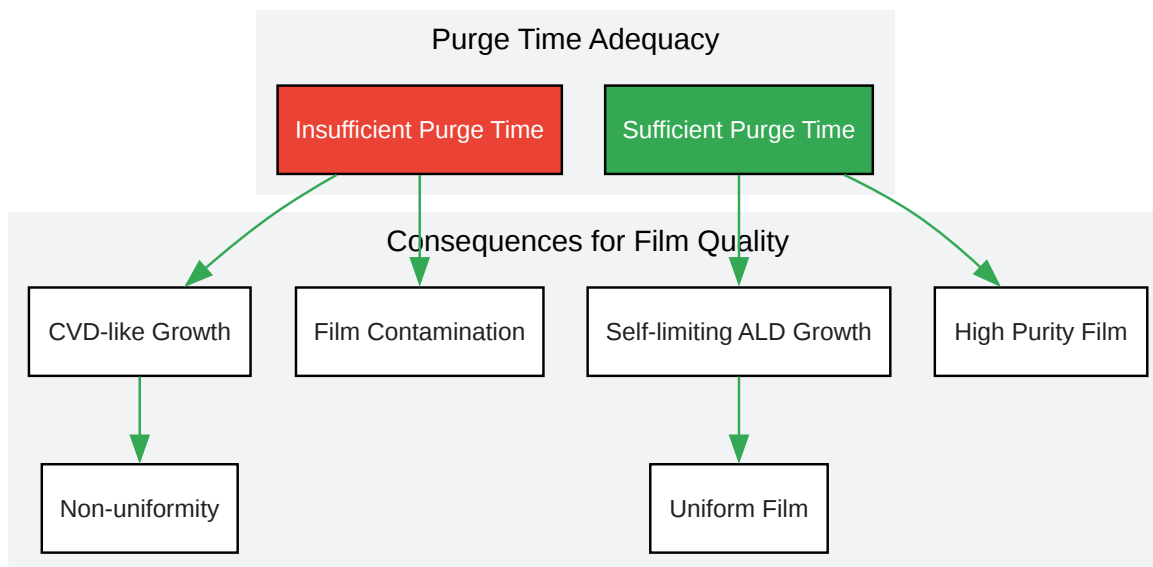 Purge Time Adequacy
Insufficient Purge Time
Sufficient Purge Time
Consequences for Film Quality
CVD-like Growth
Film Contamination
Self-limiting ALD Growth
High Purity Film
Non-uniformity
Uniform Film